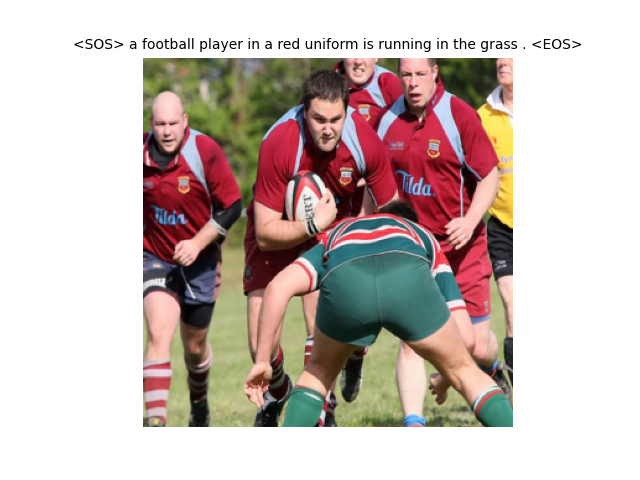 <SOS> a football player in a red uniform is running in the grass . <EOS>
Tilda
Tilda